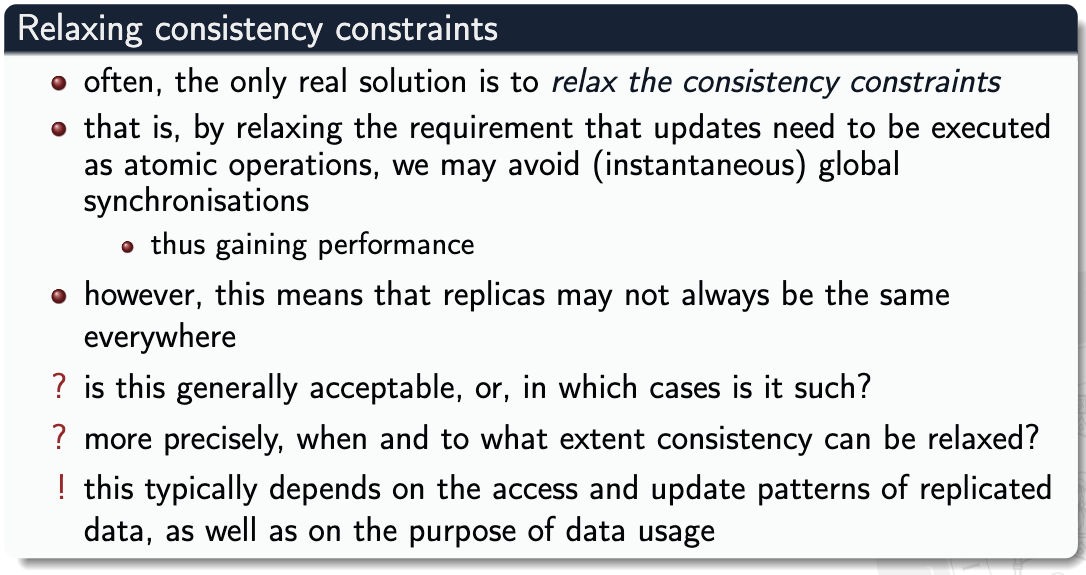 Relaxing consistency constraints
often, the only real solution is to relax the consistency constraints
that is, by relaxing the requirement that updates need to be executed
as atomic operations, we may avoid (instantaneous) global
synchronisations
thus gaining performance
however, this means that replicas may not always be the same
everywhere
? is this generally acceptable, or, in which cases is it such?
? more precisely, when and to what extent consistency can be relaxed?
! this typically depends on the access and update patterns of replicated
data, as well as on the purpose of data usage